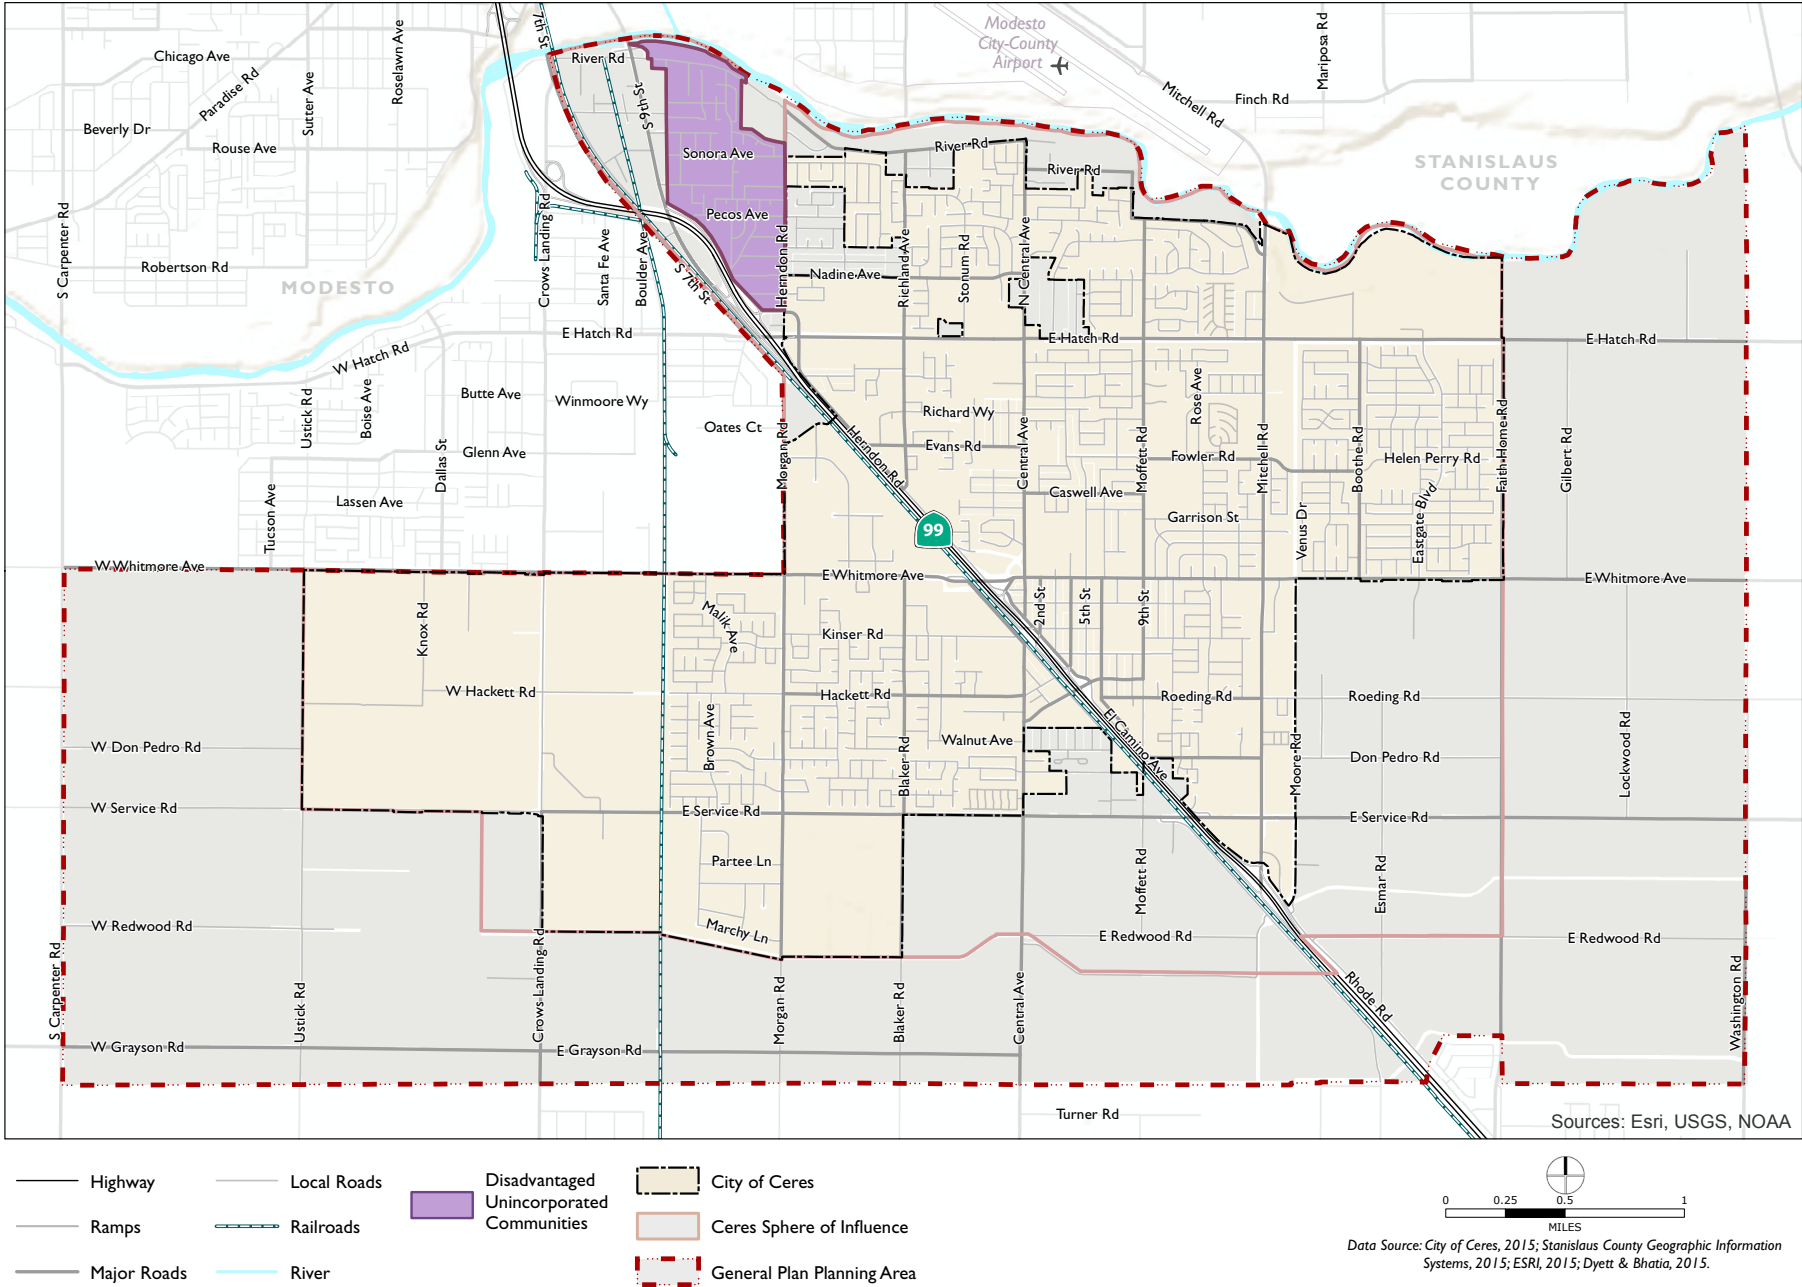 7th St
Modesto
City-County
Airport
Mariposa Rd
Chicago Ave
Paradise Rd
Sutter Ave
Roselawn Ave
River Rd
S 9th St
Mitchell Rd
Finch Rd
Beverly Dr
Rouse Ave
Sonora Ave
River Rd
River Rd
STANISLAUS
COUNTY
S Carpenter Rd
Crows Landing Rd
Santa Fe Ave
Boulder Ave
Pecos Ave
Herndon Rd
Richland Ave
Stonum Rd
N Central Ave
Robertson Rd
MODESTO
S 7th St
Nadine Ave
E Hatch Rd
E Hatch Rd
E Hatch Rd
W Hatch Rd
Ustick Rd
Boise Ave
Butte Ave
Winmoore Wy
Oates Ct
Richard Wy
Rose Ave
Dallas St
Glenn Ave
Morgan Rd
Herndon Rd
Evans Rd
Central Ave
Moffett Rd
Fowler Rd
Mitchell Rd
Boothe Rd
Helen Perry Rd
Faith Home Rd
Gilbert Rd
Tucson Ave
Lassen Ave
Caswell Ave
Garrison St
Venus Dr
Eastgate Blvd
99
W Whitmore Ave
E Whitmore Ave
E Whitmore Ave
Knox Rd
Malik Ave
Kinser Rd
2nd St
5th St
9th St
W Hackett Rd
Hackett Rd
Roeding Rd
Roeding Rd
W Don Pedro Rd
Brown Ave
Blaker Rd
Walnut Ave
El Camino Ave
Moore Rd
Don Pedro Rd
Lockwood Rd
W Service Rd
E Service Rd
E Service Rd
Partee Ln
Moffett Rd
Esmar Rd
W Redwood Rd
Marchy Ln
E Redwood Rd
E Redwood Rd
S Carpenter Rd
Ustick Rd
Crows Landing Rd
Morgan Rd
Blaker Rd
Central Ave
Rhode Rd
Washington Rd
W Grayson Rd
E Grayson Rd
Turner Rd
Sources: Esri, USGS, NOAA
Highway
Ramps
Major Roads
Local Roads
Railroads
River
Disadvantaged
Unincorporated
Communities
City of Ceres
Ceres Sphere of Influence
General Plan Planning Area
0 0.25 0.5 1
MILES
Data Source: City of Ceres, 2015; Stanislaus County Geographic Information
Systems, 2015; ESRI, 2015; Dyett & Bhatia, 2015.